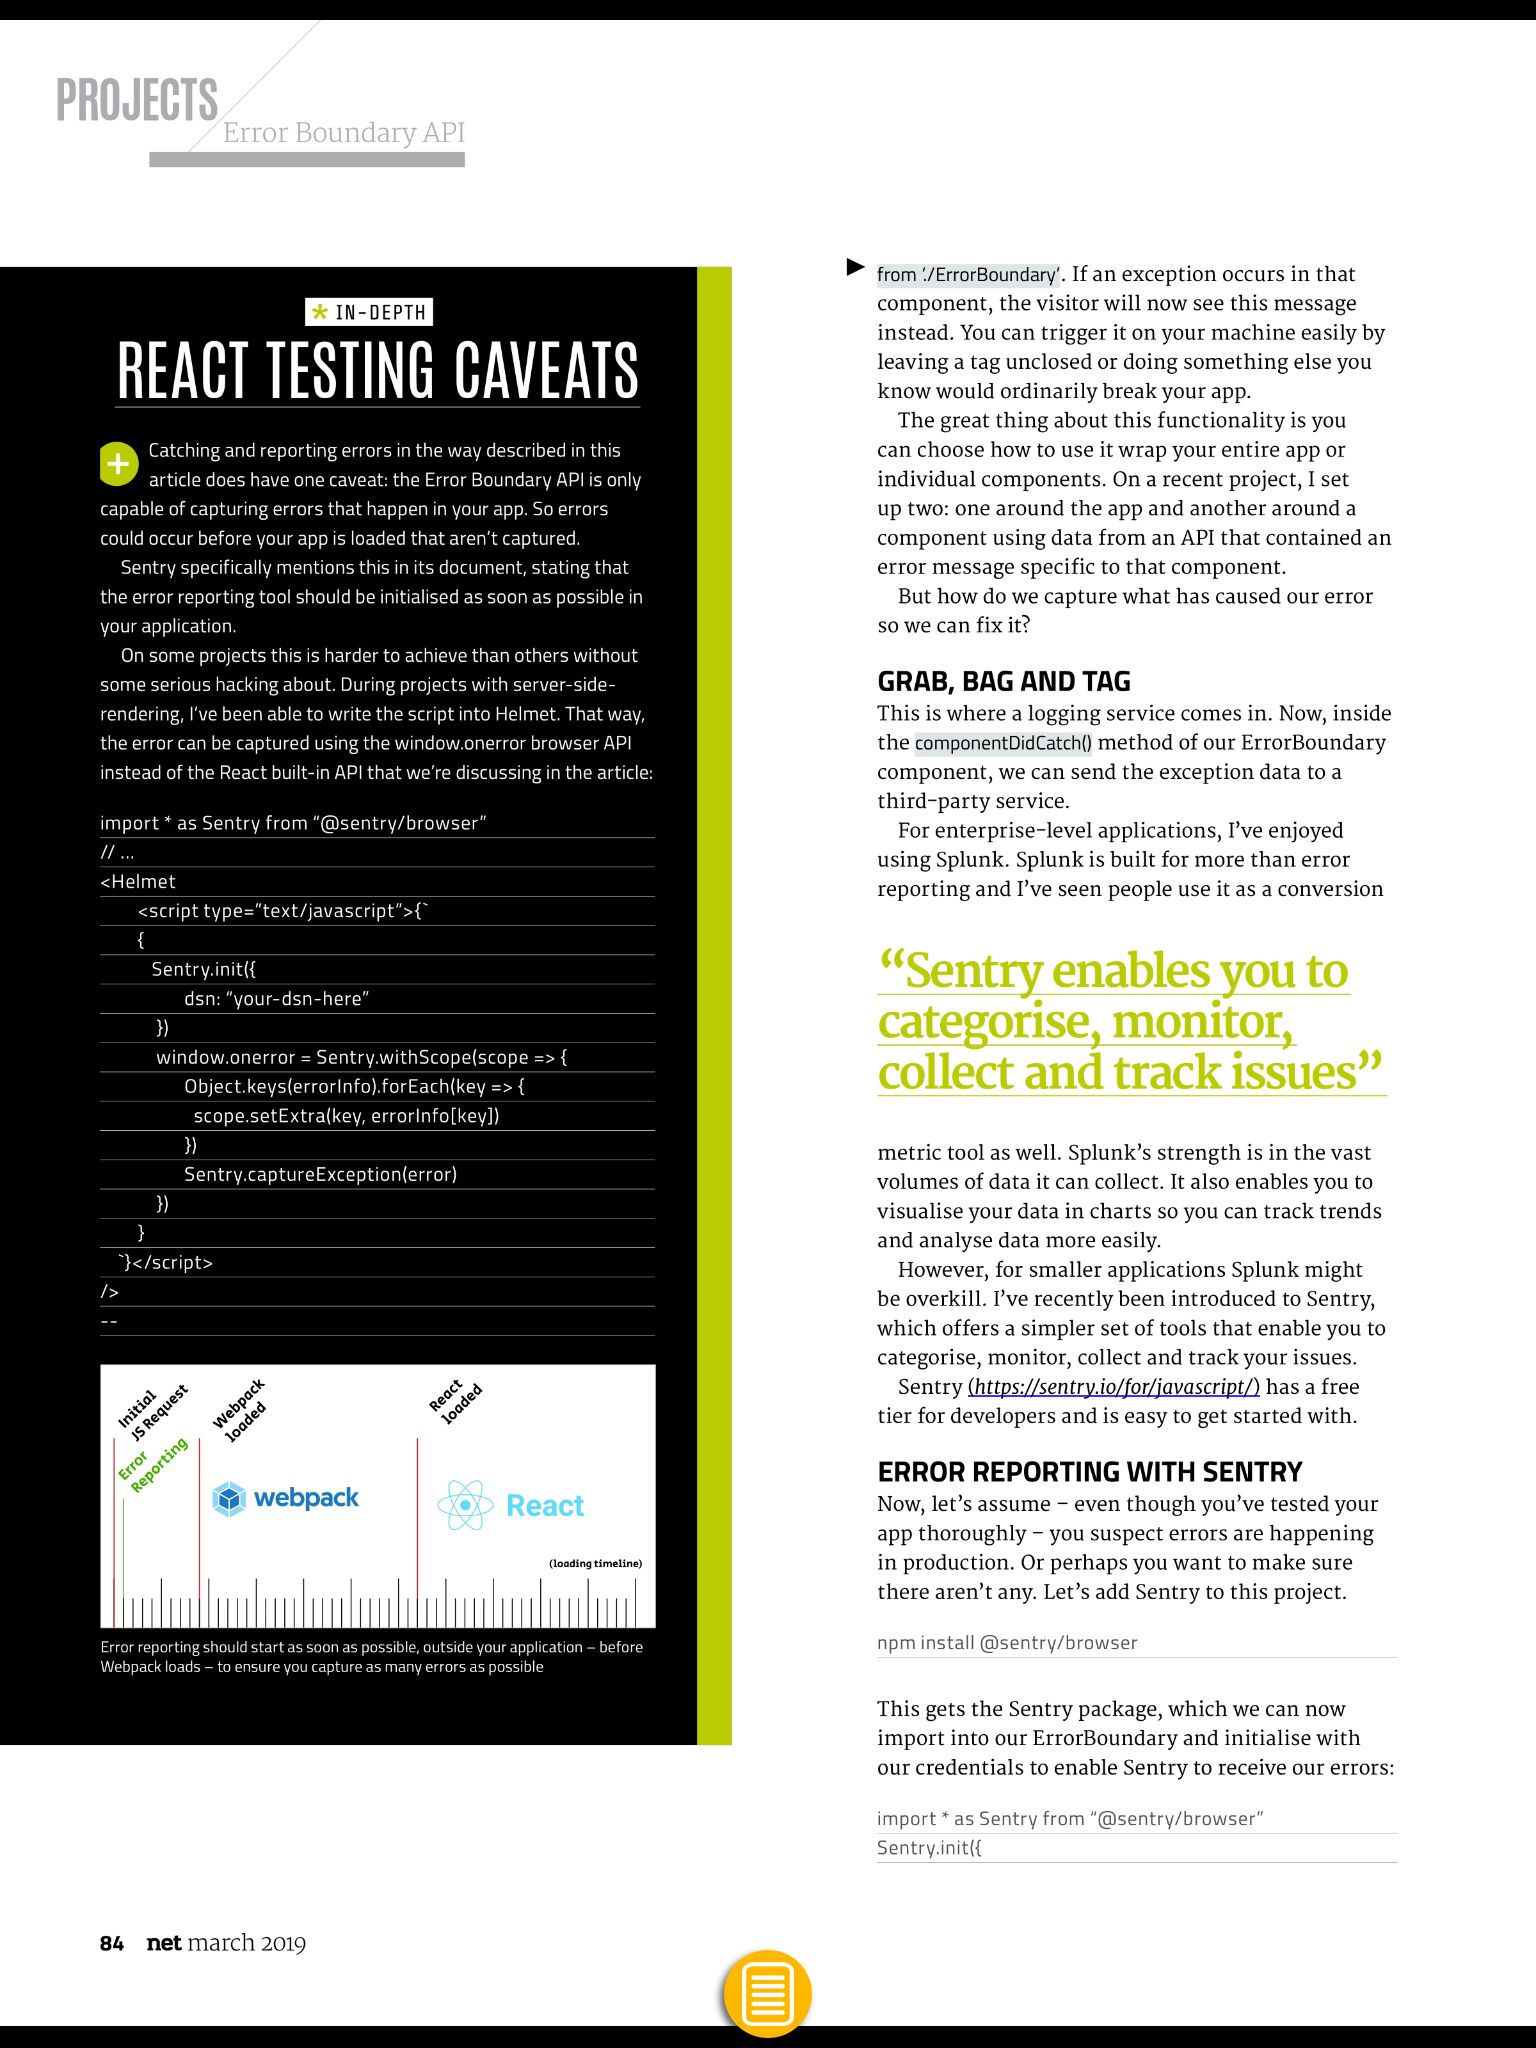 PROJECTS
Error Boundary API
* IN-DEPTH
REACT TESTING CAVEATS
Catching and reporting errors in the way described in this
article does have one caveat: the Error Boundary API is only
capable of capturing errors that happen in your app. So errors
could occur before your app is loaded that aren’t captured.
Sentry specifically mentions this in its document, stating that
the error reporting tool should be initialised as soon as possible in
your application.
On some projects this is harder to achieve than others without
some serious hacking about. During projects with server-side-
rendering, I’ve been able to write the script into Helmet. That way,
the error can be captured using the window.onerror browser API
instead of the React built-in API that we’re discussing in the article:
import * as Sentry from “@sentry/browser”
// ...
<Helmet
<script type=“text/javascript”>{`
{
Sentry.init({
dsn: “your-dsn-here”
})
window.onerror = Sentry.withScope(scope => {
Object.keys(errorInfo).forEach(key => {
scope.setExtra(key, errorInfo[key])
})
Sentry.captureException(error)
})
}
`}</script>
/>
--
Initial
JS Request
Error
Reporting
Webpack
loaded
React
loaded
webpack
React
(loading timeline)
Error reporting should start as soon as possible, outside your application – before
Webpack loads – to ensure you capture as many errors as possible
from ‘./ErrorBoundary‘. If an exception occurs in that
component, the visitor will now see this message
instead. You can trigger it on your machine easily by
leaving a tag unclosed or doing something else you
know would ordinarily break your app.
The great thing about this functionality is you
can choose how to use it wrap your entire app or
individual components. On a recent project, I set
up two: one around the app and another around a
component using data from an API that contained an
error message specific to that component.
But how do we capture what has caused our error
so we can fix it?
GRAB, BAG AND TAG
This is where a logging service comes in. Now, inside
the componentDidCatch() method of our ErrorBoundary
component, we can send the exception data to a
third-party service.
For enterprise-level applications, I’ve enjoyed
using Splunk. Splunk is built for more than error
reporting and I’ve seen people use it as a conversion
“Sentry enables you to
categorise, monitor,
collect and track issues”
metric tool as well. Splunk’s strength is in the vast
volumes of data it can collect. It also enables you to
visualise your data in charts so you can track trends
and analyse data more easily.
However, for smaller applications Splunk might
be overkill. I’ve recently been introduced to Sentry,
which offers a simpler set of tools that enable you to
categorise, monitor, collect and track your issues.
Sentry (https://sentry.io/for/javascript/) has a free
tier for developers and is easy to get started with.
ERROR REPORTING WITH SENTRY
Now, let’s assume – even though you’ve tested your
app thoroughly – you suspect errors are happening
in production. Or perhaps you want to make sure
there aren’t any. Let’s add Sentry to this project.
npm install @sentry/browser
This gets the Sentry package, which we can now
import into our ErrorBoundary and initialise with
our credentials to enable Sentry to receive our errors:
import * as Sentry from “@sentry/browser”
Sentry.init({
84 net march 2019